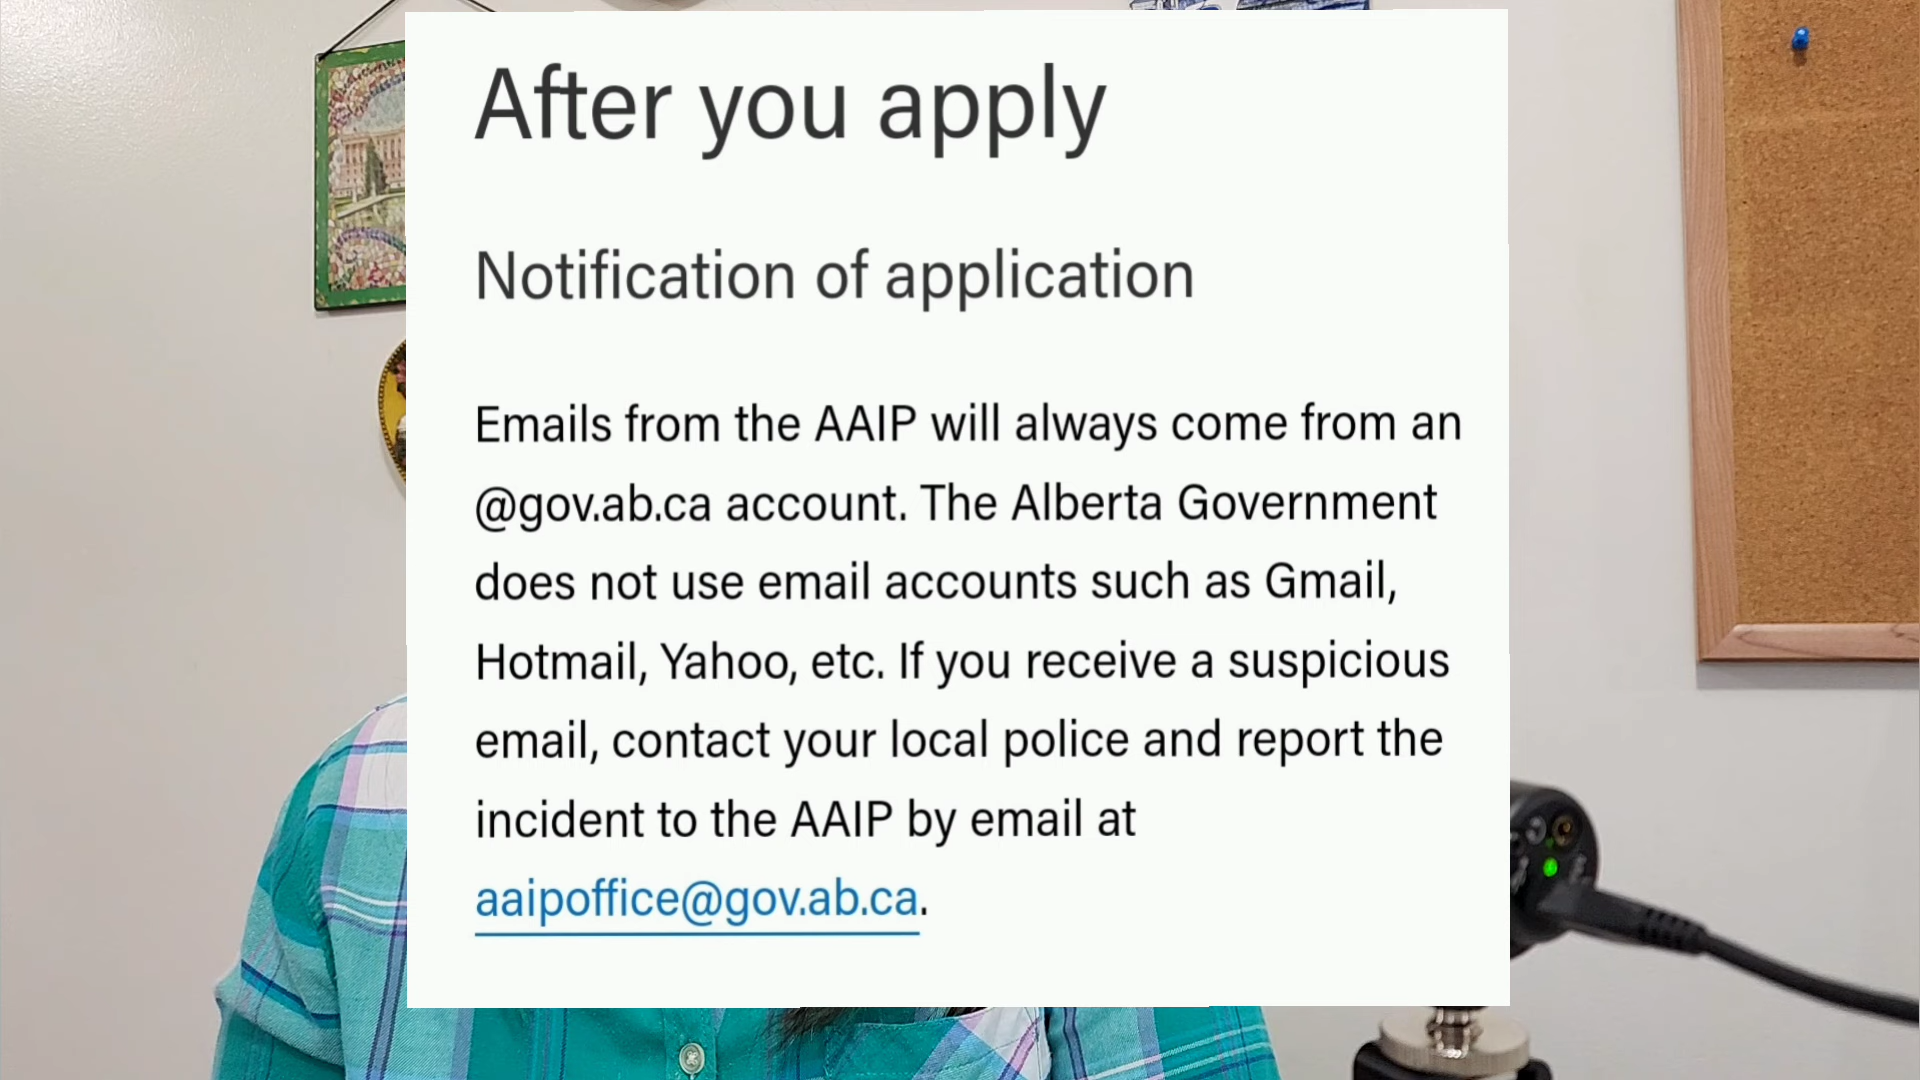 After you apply
Notification of application
Emails from the AAIP will always come from an
@gov.ab.ca account. The Alberta Government
does not use email accounts such as Gmail,
Hotmail, Yahoo, etc. If you receive a suspicious
email, contact your local police and report the
incident to the AAIP by email at
aaipoffice@gov.ab.ca.